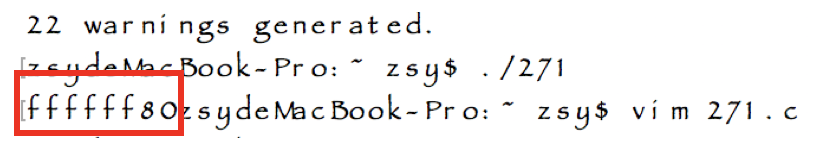 22 warnings generated.
[zsydeMacBook-Pro:~ zsy$ ./271
[ffffff80zsydeMacBook-Pro:~ zsy$ vim 271.c